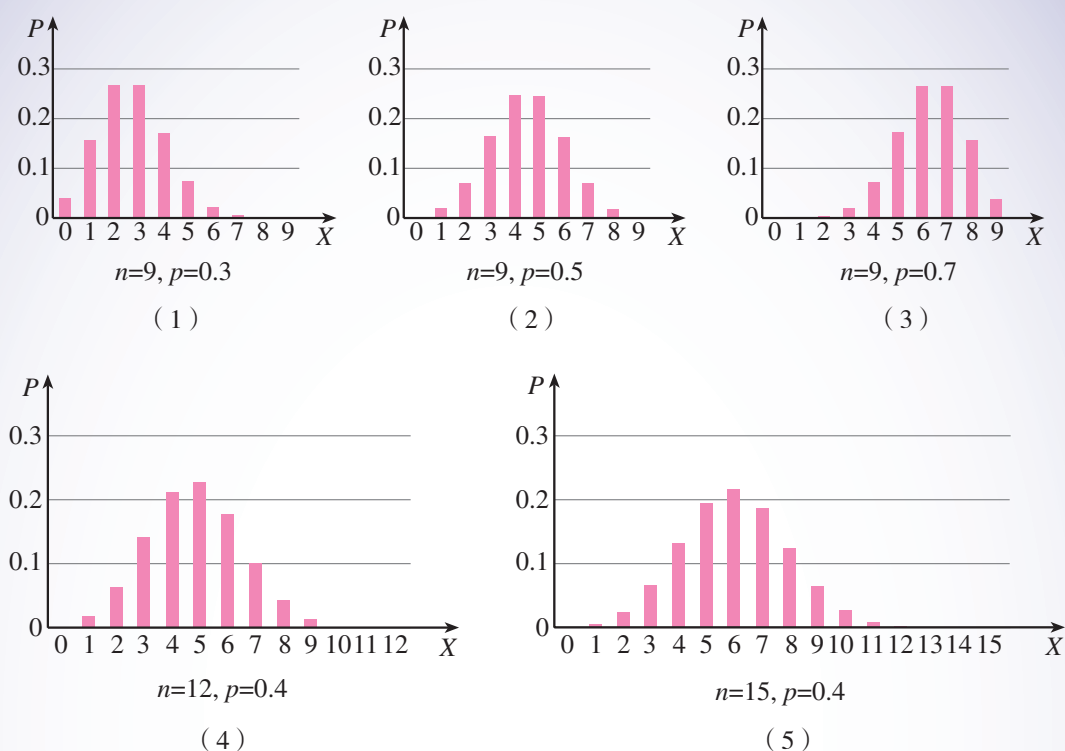 P
0.3
0.2
0.1
0
0 1 2 3 4 5 6 7 8 9 X
n=9, p=0.3
（1）
P
0.3
0.2
0.1
0
0 1 2 3 4 5 6 7 8 9 X
n=9, p=0.5
（2）
P
0.3
0.2
0.1
0
0 1 2 3 4 5 6 7 8 9 X
n=9, p=0.7
（3）
P
0.3
0.2
0.1
0
0 1 2 3 4 5 6 7 8 9 10 11 12 X
n=12, p=0.4
（4）
P
0.3
0.2
0.1
0
0 1 2 3 4 5 6 7 8 9 10 11 12 13 14 15 X
n=15, p=0.4
（5）